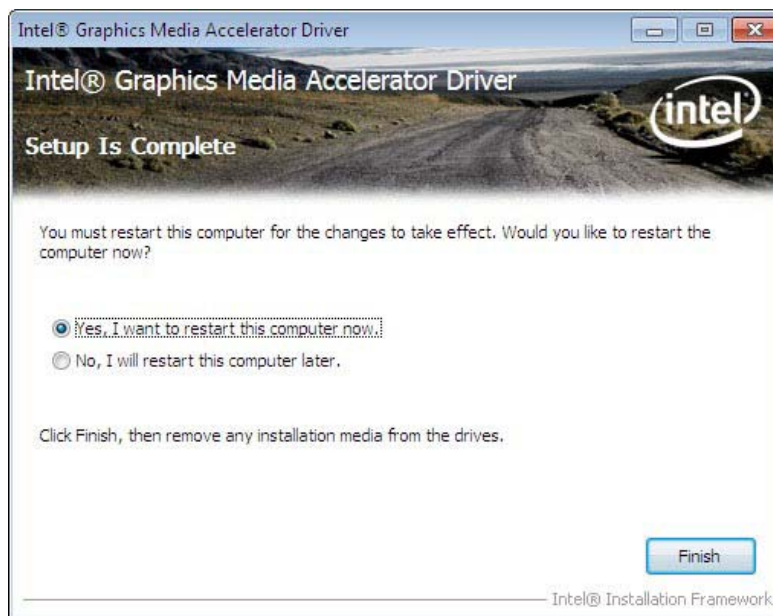 Intel® Graphics Media Accelerator Driver
Intel® Graphics Media Accelerator Driver
intel
Setup Is Complete
You must restart this computer for the changes to take effect. Would you like to restart the
computer now?
Yes, I want to restart this computer now.
No, I will restart this computer later.
Click Finish, then remove any installation media from the drives.
Finish
Intel® Installation Framework